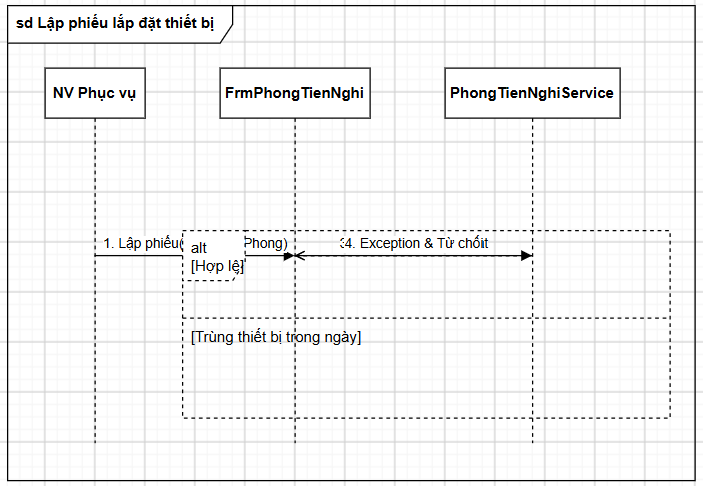 sd Lập phiếu lắp đặt thiết bị
NV Phục vụ
FrmPhongTienNghi
PhongTienNghiService
1. Lập phiếu(
Phong)
4. Exception & Từ chối
alt
[Hợp lệ]
[Trùng thiết bị trong ngày]